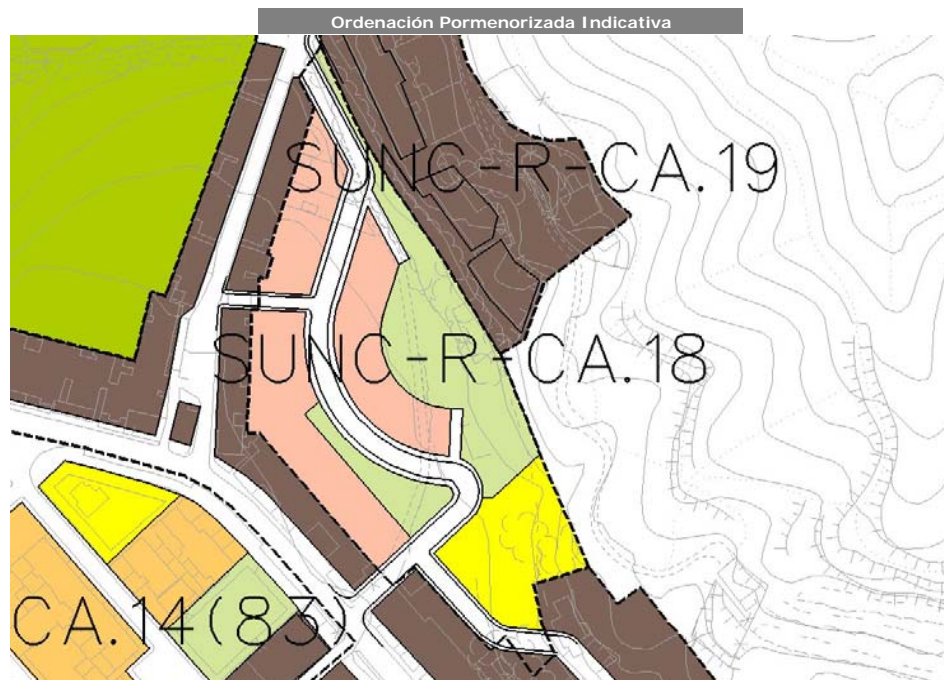 Ordenación Pormenorizada Indicativa
SUNC-R-CA.19
SUNC-R-CA.18
CA.14(83)